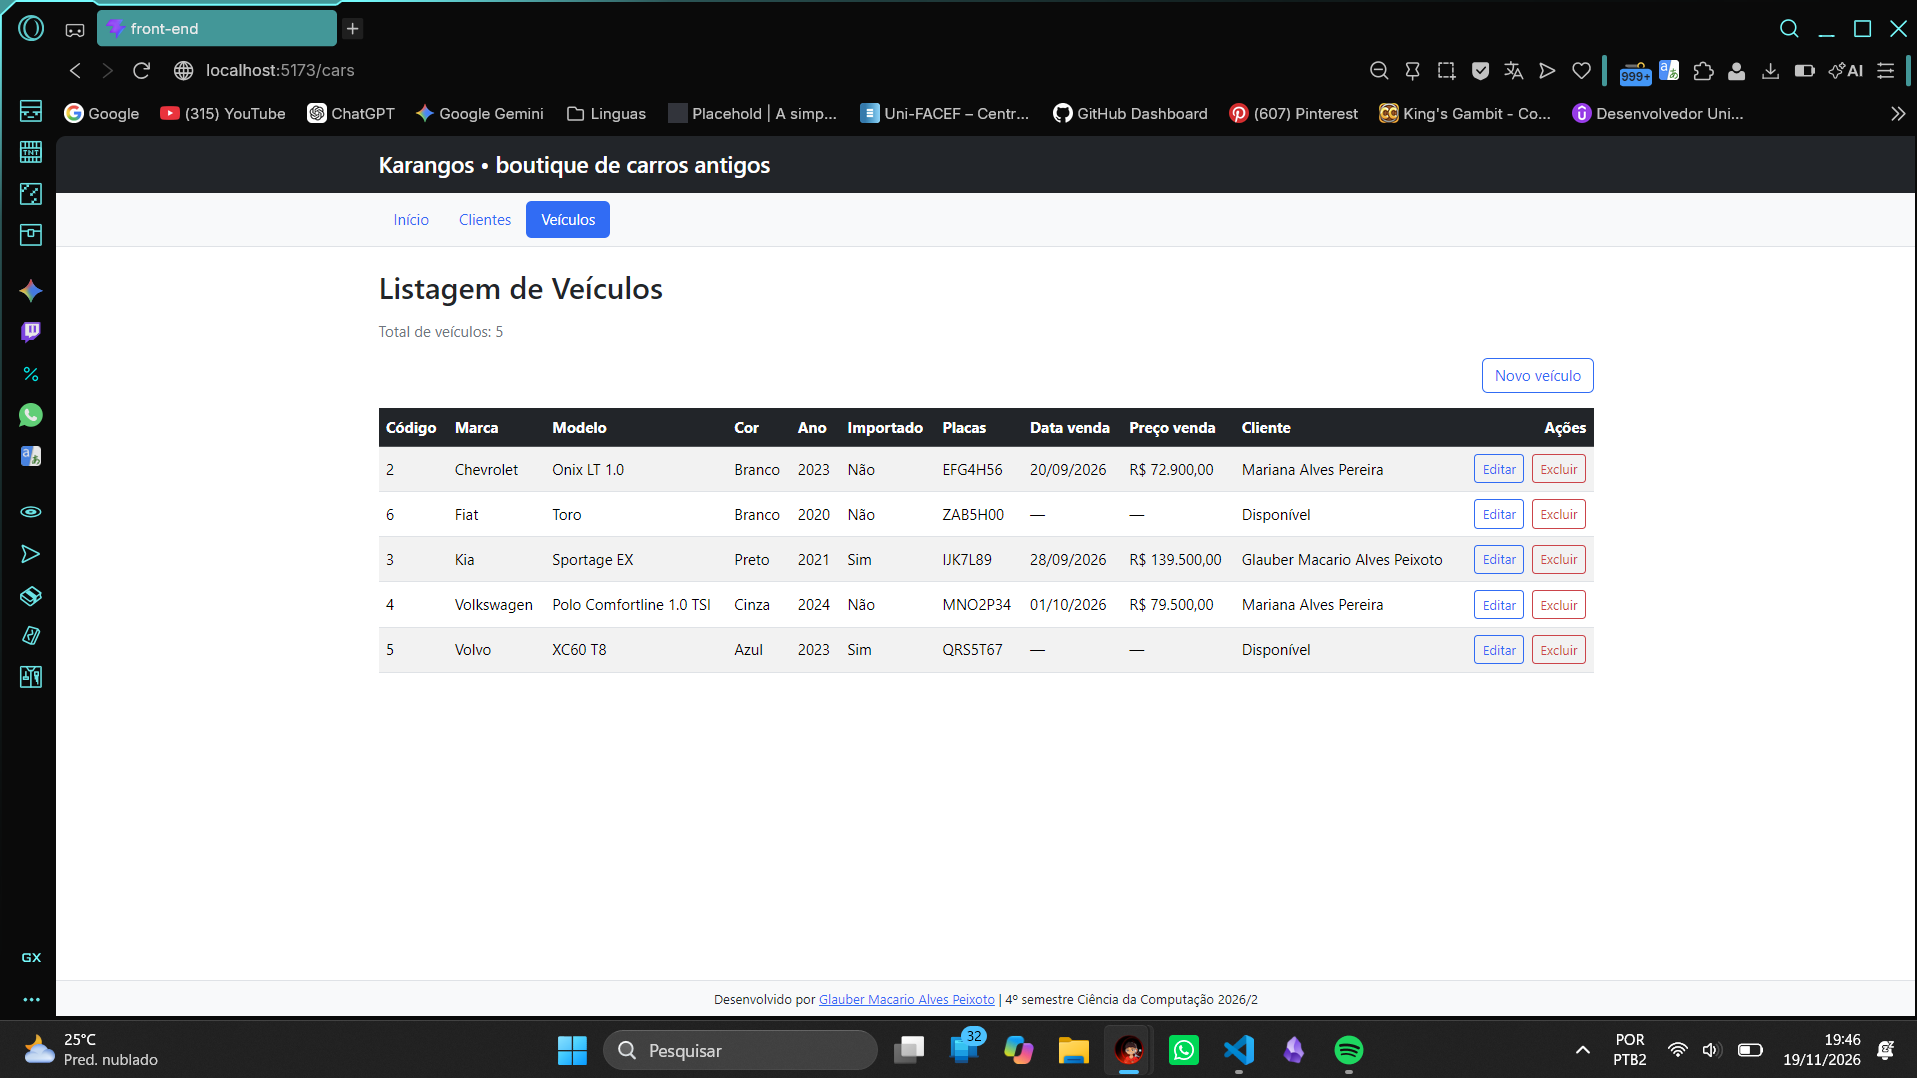 front-end
localhost:5173/cars
999+
AI
Google
(315) YouTube
ChatGPT
Google Gemini
Linguas
Placehold | A simp...
Uni-FACEF – Centr...
GitHub Dashboard
(607) Pinterest
King's Gambit - Co...
Desenvolvedor Uni...
Karangos • boutique de carros antigos
Início Clientes Veículos
Listagem de Veículos
Total de veículos: 5
Novo veículo
Código Marca Modelo Cor Ano Importado Placas Data venda Preço venda Cliente Ações
2 Chevrolet Onix LT 1.0 Branco 2023 Não EFG4H56 20/09/2026 R$ 72.900,00 Mariana Alves Pereira Editar Excluir
6 Fiat Toro Branco 2020 Não ZAB5H00 — — Disponível Editar Excluir
3 Kia Sportage EX Preto 2021 Sim IJK7L89 28/09/2026 R$ 139.500,00 Glauber Macario Alves Peixoto Editar Excluir
4 Volkswagen Polo Comfortline 1.0 TSI Cinza 2024 Não MNO2P34 01/10/2026 R$ 79.500,00 Mariana Alves Pereira Editar Excluir
5 Volvo XC60 T8 Azul 2023 Sim QRS5T67 — — Disponível Editar Excluir
GX
Desenvolvido por Glauber Macario Alves Peixoto | 4º semestre Ciência da Computação 2026/2
25°C
Pred. nublado
Pesquisar
32
POR
PTB2
19:46
19/11/2026